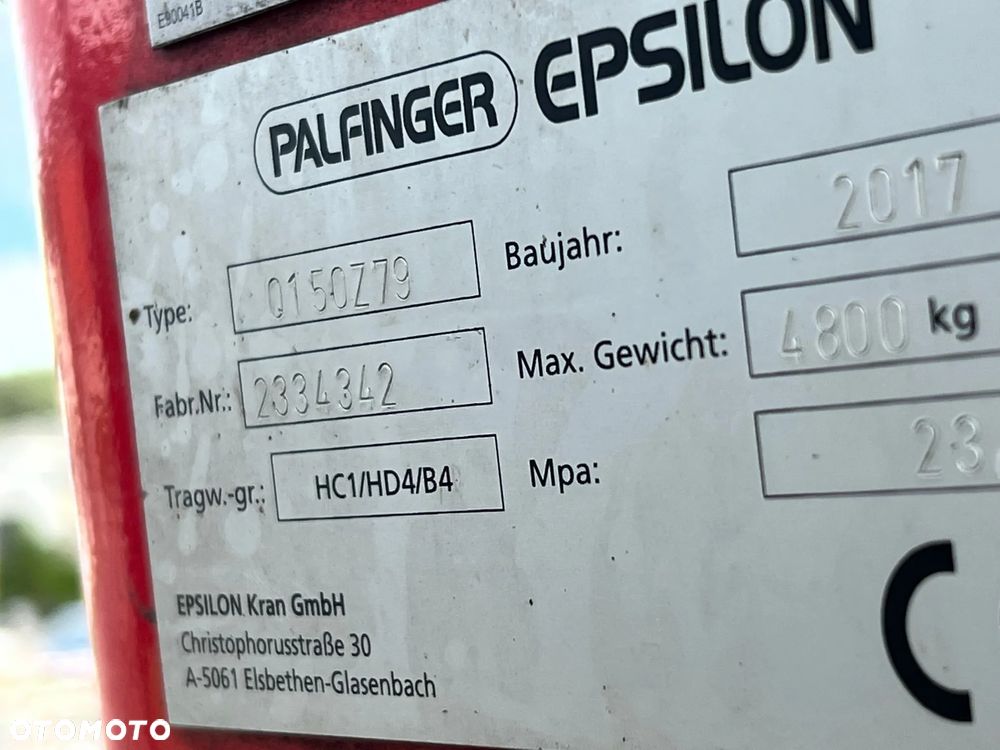 E90041B
PALFINGER EPSILON
Type: Q150Z79
Baujahr: 2017
Fabr.Nr.: 2334342
Max. Gewicht: 4800 kg
Tragw.-gr.: HC1/HD4/B4
Mpa: 23
EPSILON Kran GmbH
Christophorusstraße 30
A-5061 Elsbethen-Glasenbach
C
OTOMOTO